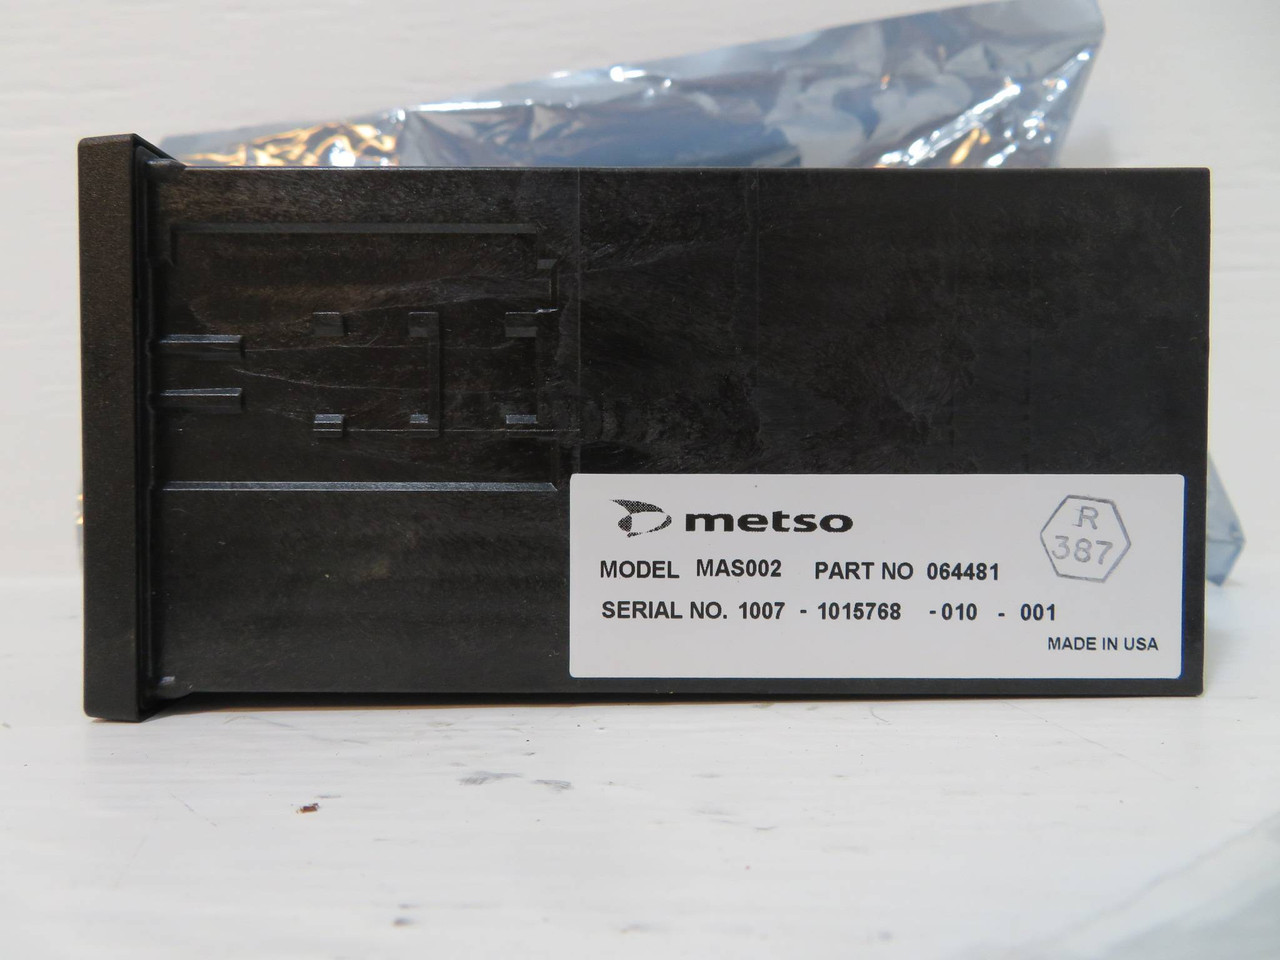 metso
R
387
MODEL MAS002 PART NO 064481
SERIAL NO. 1007 - 1015768 - 010 - 001
MADE IN USA